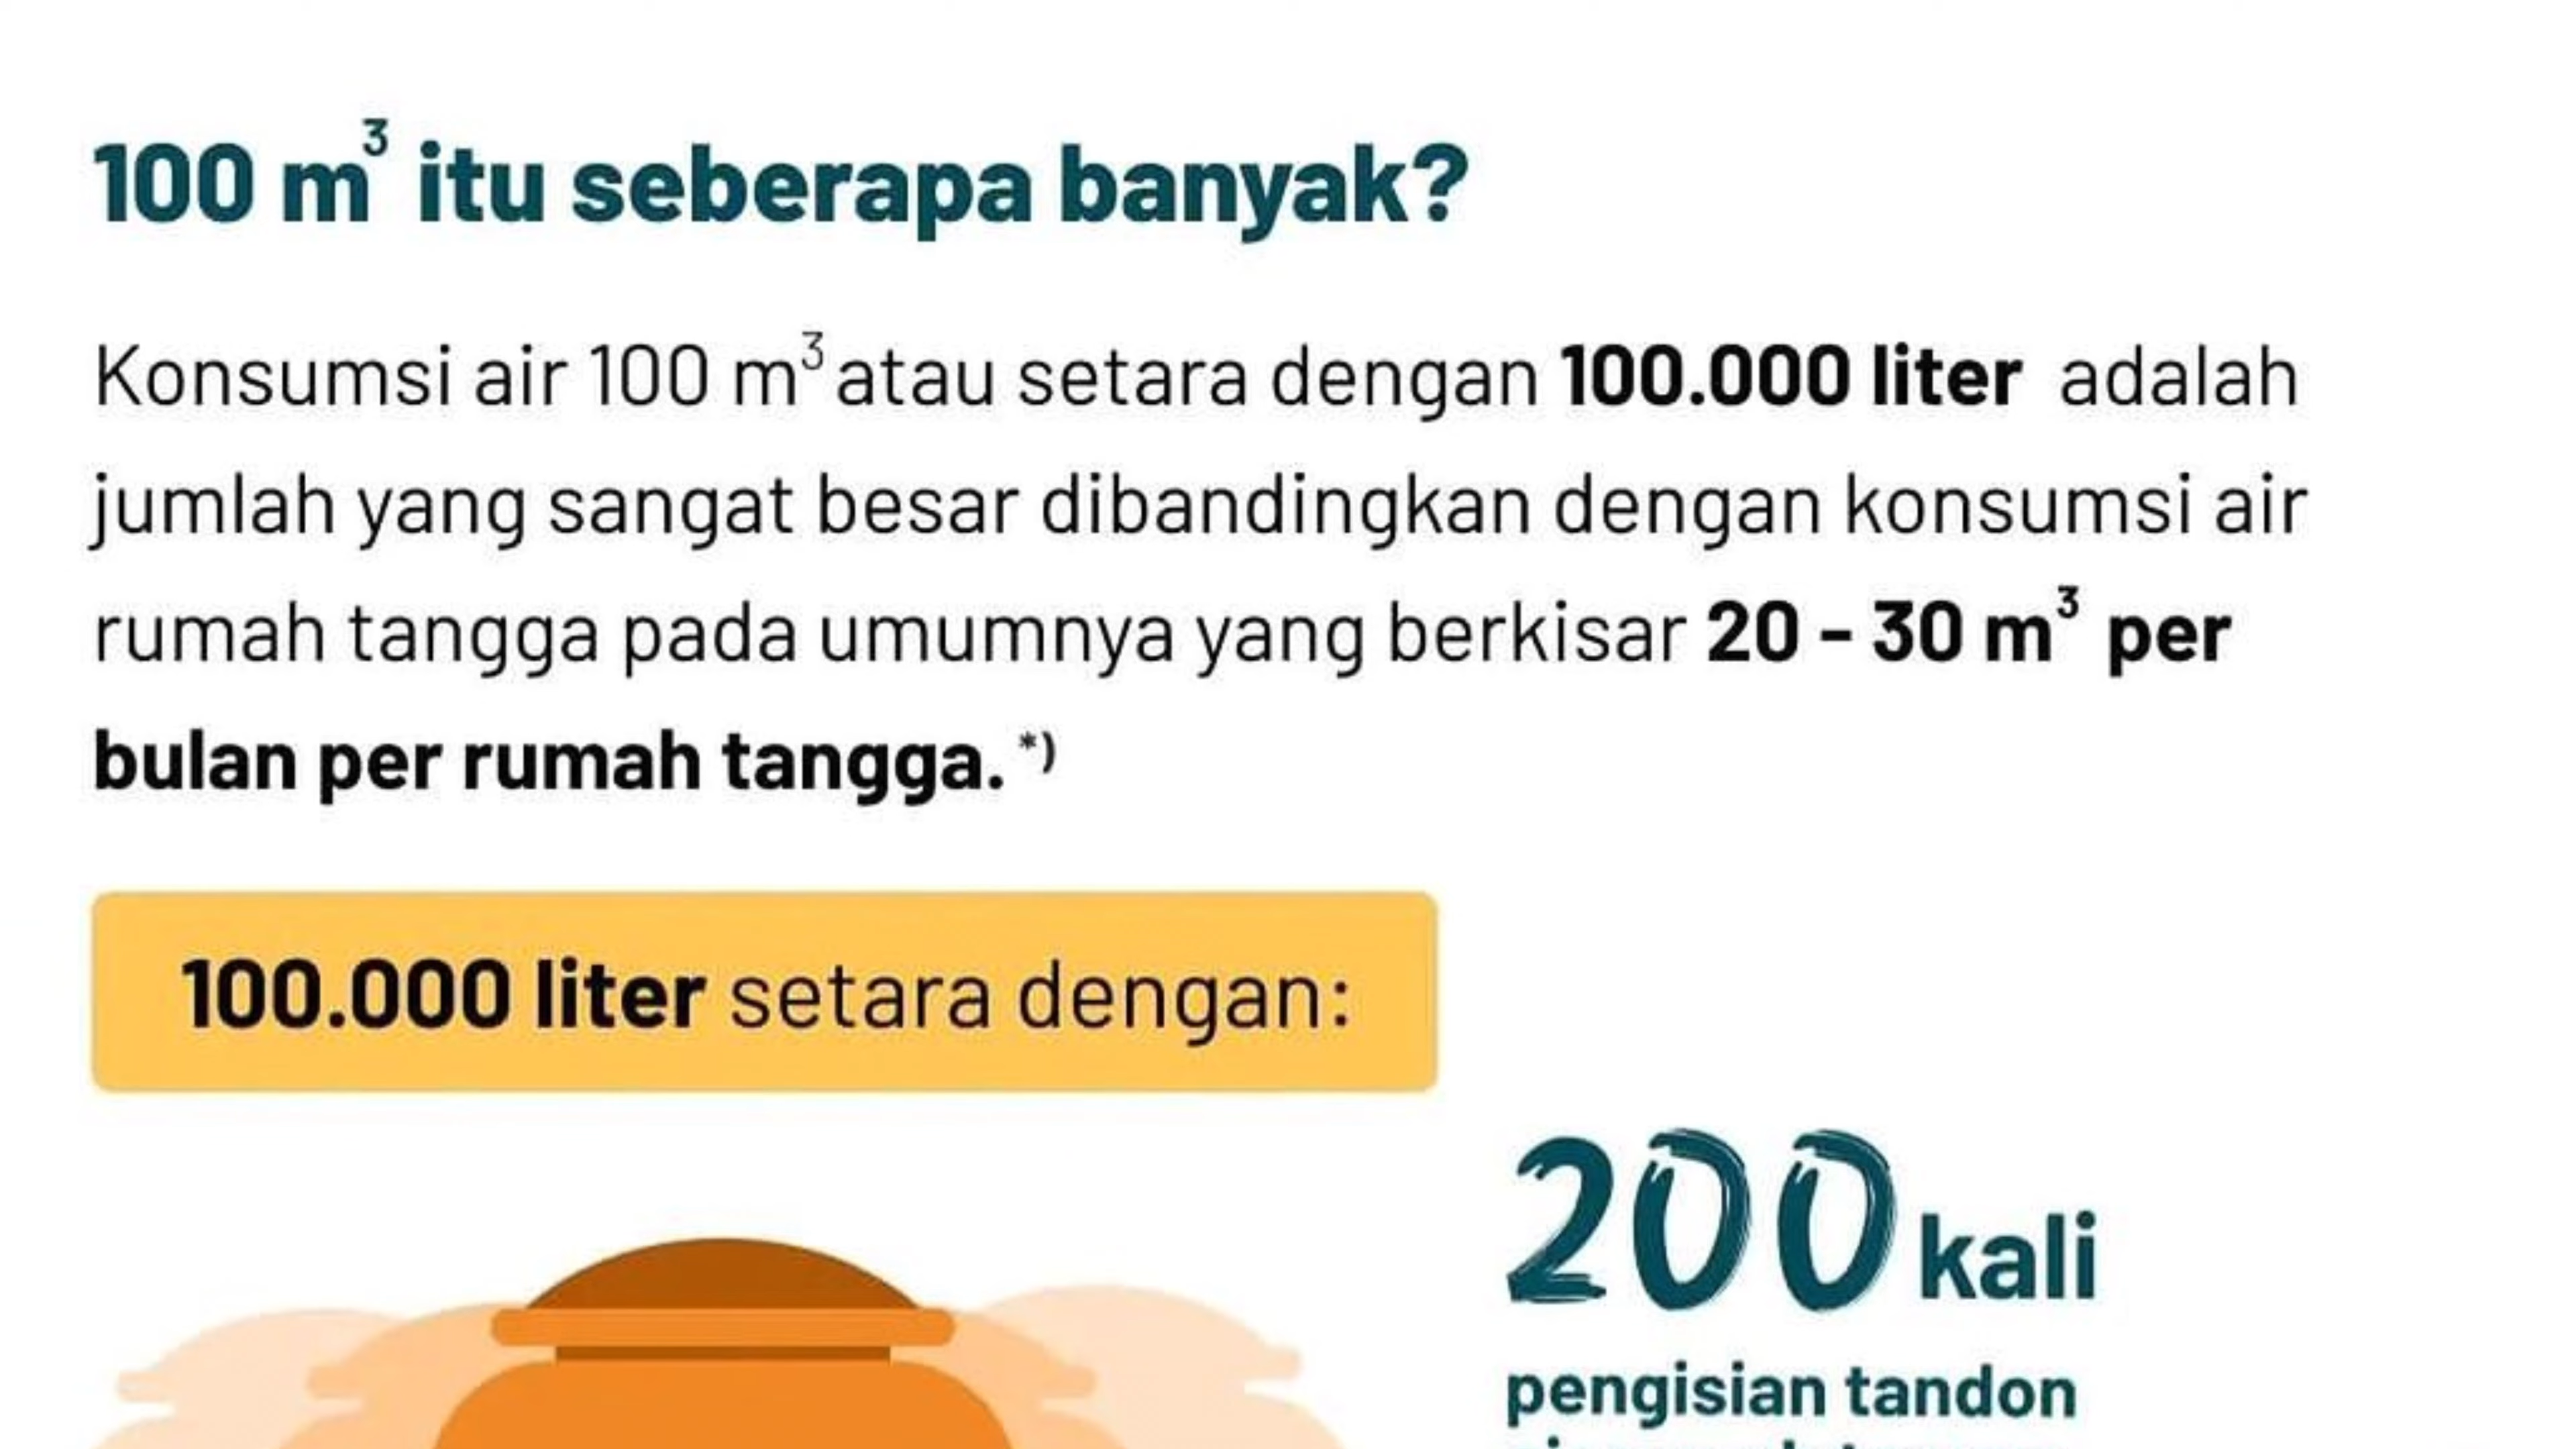 100 m³ itu seberapa banyak?
Konsumsi air 100 m³ atau setara dengan 100.000 liter adalah
jumlah yang sangat besar dibandingkan dengan konsumsi air
rumah tangga pada umumnya yang berkisar 20 - 30 m³ per
bulan per rumah tangga. *)
100.000 liter setara dengan:
200 kali
pengisian tandon